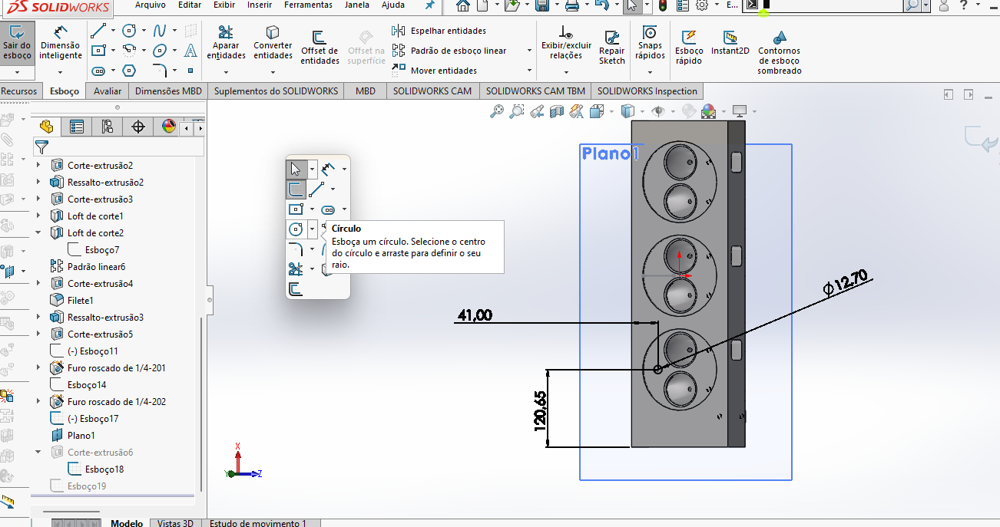 SOLIDWORKS
Arquivo Editar Exibir Inserir Ferramentas Janela Ajuda
E...
Sair do esboço
Dimensão inteligente
Aparar entidades
Converter entidades
Offset de entidades
Offset na superfície
Espelhar entidades
Padrão de esboço linear
Mover entidades
Exibir/excluir relações
Repair Sketch
Snaps rápidos
Esboço rápido
Instant2D
Contornos de esboço sombreado
Recursos Esboço Avaliar Dimensões MBD Suplementos do SOLIDWORKS MBD SOLIDWORKS CAM SOLIDWORKS CAM TBM SOLIDWORKS Inspection
Corte-extrusão2
Ressalto-extrusão2
Corte-extrusão3
Loft de corte1
Loft de corte2
Esboço7
Padrão linear6
Corte-extrusão4
Filete1
Ressalto-extrusão3
Corte-extrusão5
(-) Esboço11
Furo roscado de 1/4-201
Esboço14
Furo roscado de 1/4-202
(-) Esboço17
Plano1
Corte-extrusão6
Esboço18
Esboço19
Círculo
Esboça um círculo. Selecione o centro
do círculo e arraste para definir o seu
raio.
Plano1
41,00
⌀12,70
120,65
X
Y
Z
Modelo Vistas 3D Estudo de movimento 1